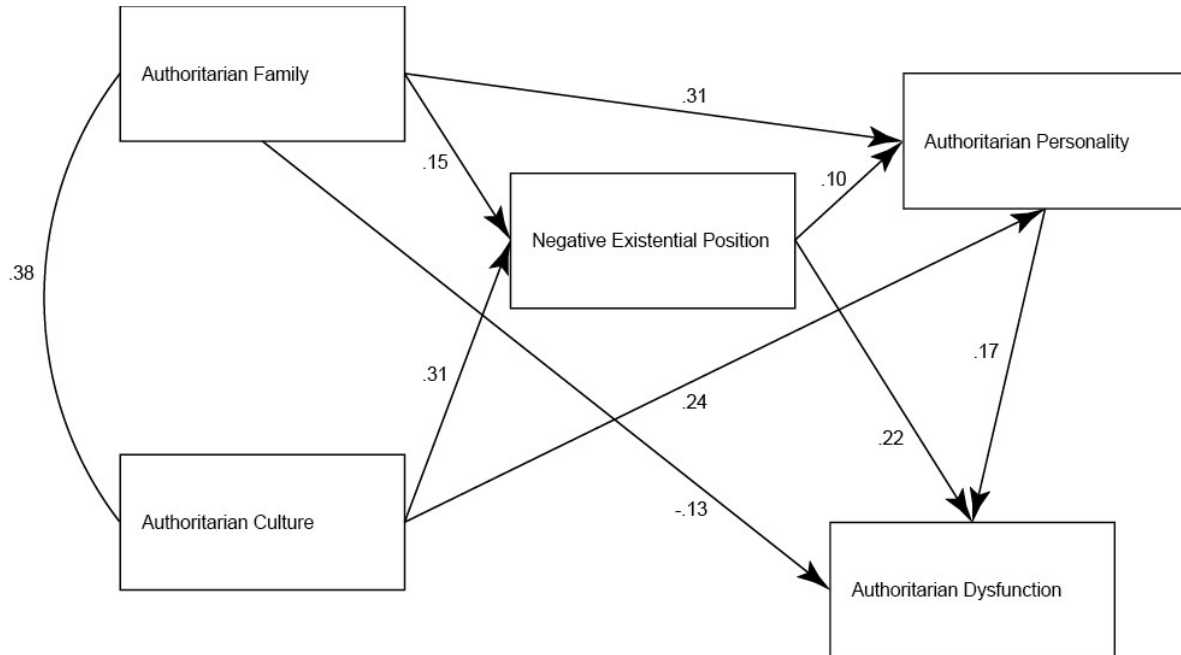 Authoritarian Family
.31
Authoritarian Personality
.15
.10
Negative Existential Position
.38
.17
.31
.24
.22
-.13
Authoritarian Culture
Authoritarian Dysfunction